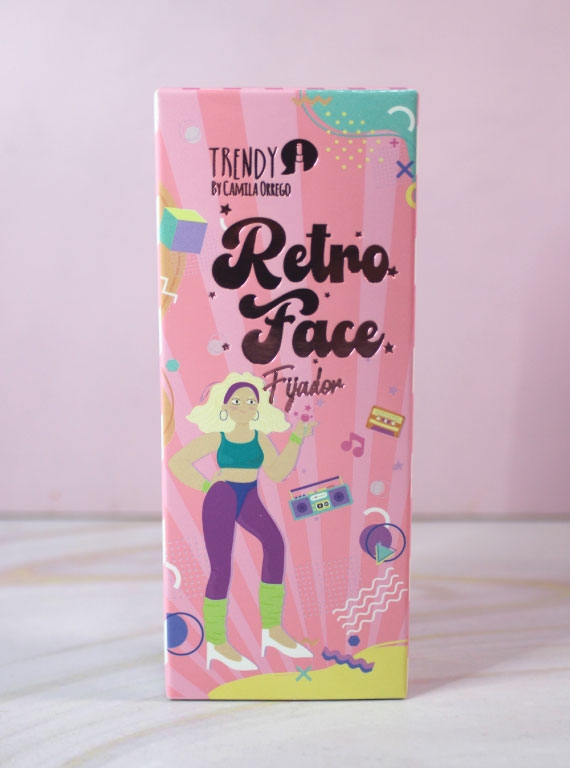 TRENDY
BY CAMILA ORREGO
Retro
Face
Fijador